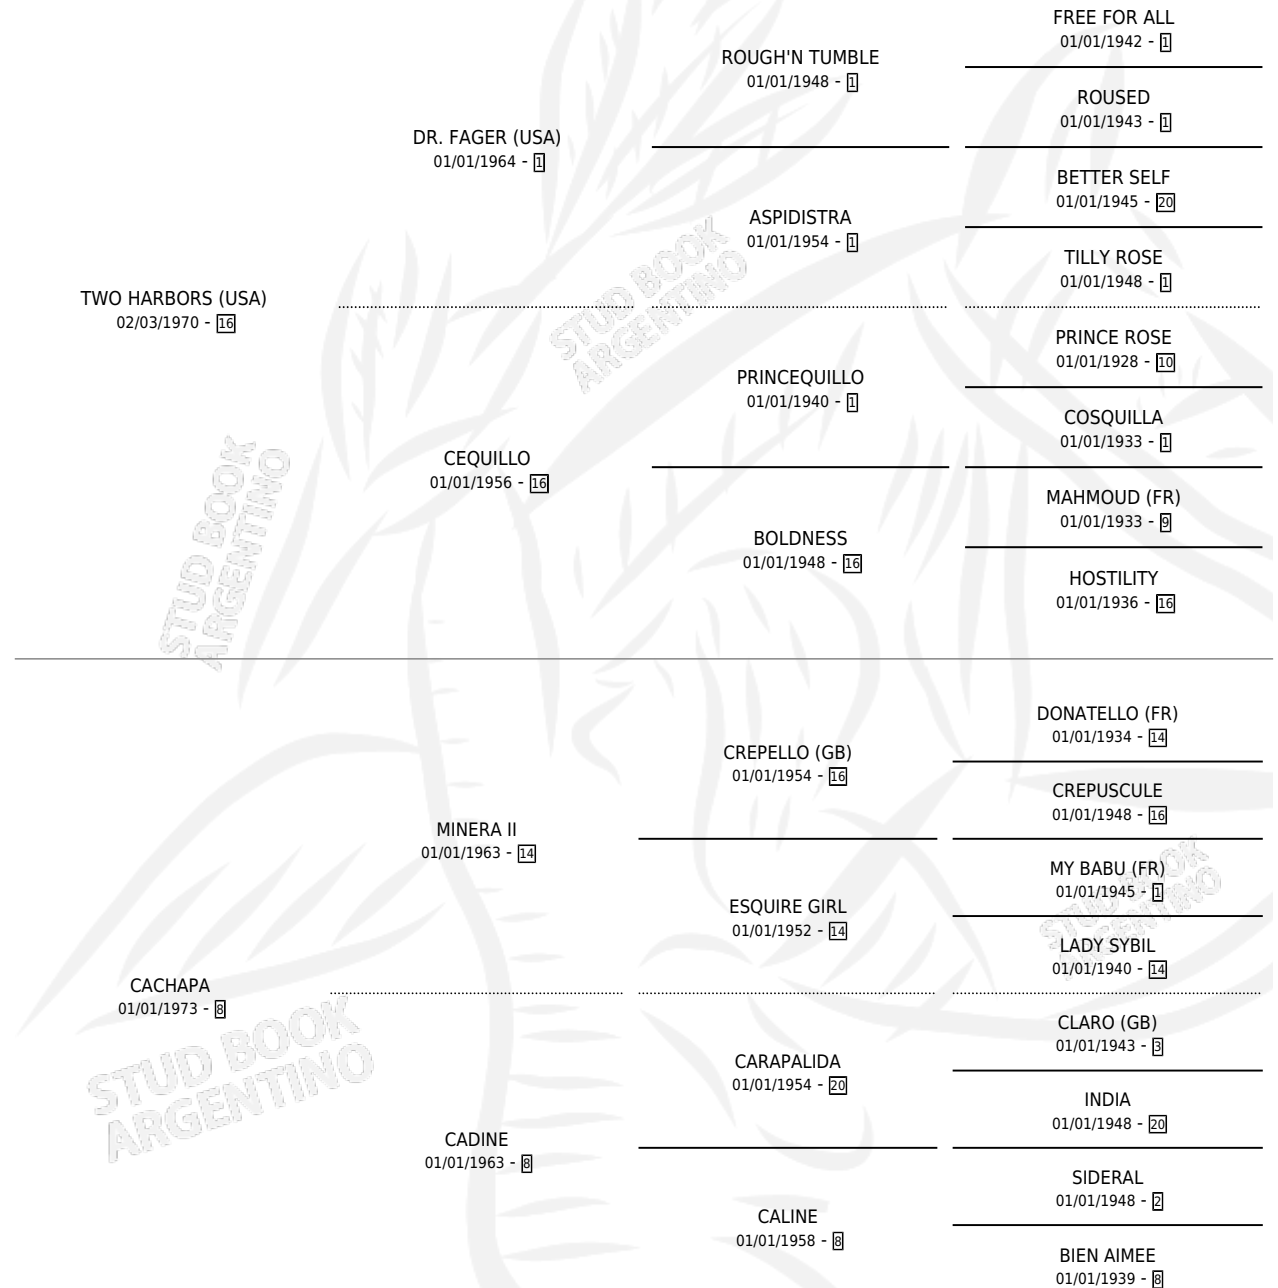 FREE FOR ALL
01/01/1942 - 1
ROUGH'N TUMBLE
01/01/1948 - 1
ROUSED
01/01/1943 - 1
DR. FAGER (USA)
01/01/1964 - 1
BETTER SELF
01/01/1945 - 20
ASPIDISTRA
01/01/1954 - 1
TILLY ROSE
01/01/1948 - 1
TWO HARBORS (USA)
02/03/1970 - 16
PRINCE ROSE
01/01/1928 - 10
PRINCEQUILLO
01/01/1940 - 1
COSQUILLA
01/01/1933 - 1
CEQUILLO
01/01/1956 - 16
MAHMOUD (FR)
01/01/1933 - 9
BOLDNESS
01/01/1948 - 16
HOSTILITY
01/01/1936 - 16
DONATELLO (FR)
01/01/1934 - 14
CREPELLO (GB)
01/01/1954 - 16
CREPUSCULE
01/01/1948 - 16
MINERA II
01/01/1963 - 14
MY BABU (FR)
01/01/1945 - 1
ESQUIRE GIRL
01/01/1952 - 14
LADY SYBIL
01/01/1940 - 14
CACHAPA
01/01/1973 - 8
CLARO (GB)
01/01/1943 - 3
CARAPALIDA
01/01/1954 - 20
INDIA
01/01/1948 - 20
CADINE
01/01/1963 - 8
SIDERAL
01/01/1948 - 2
CALINE
01/01/1958 - 8
BIEN AIMEE
01/01/1939 - 8
STUD BOOK
ARGENTINO
STUD BOOK
ARGENTINO
STUD BOOK
ARGENTINO
STUD BOOK
ARGENTINO